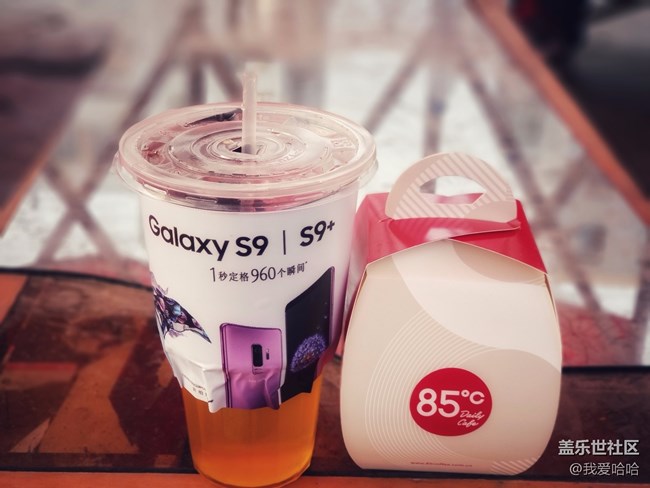 Galaxy S9 | S9+
1秒定格960个瞬间
85°C
Daily
Cafe
盖乐世社区
@我爱哈哈